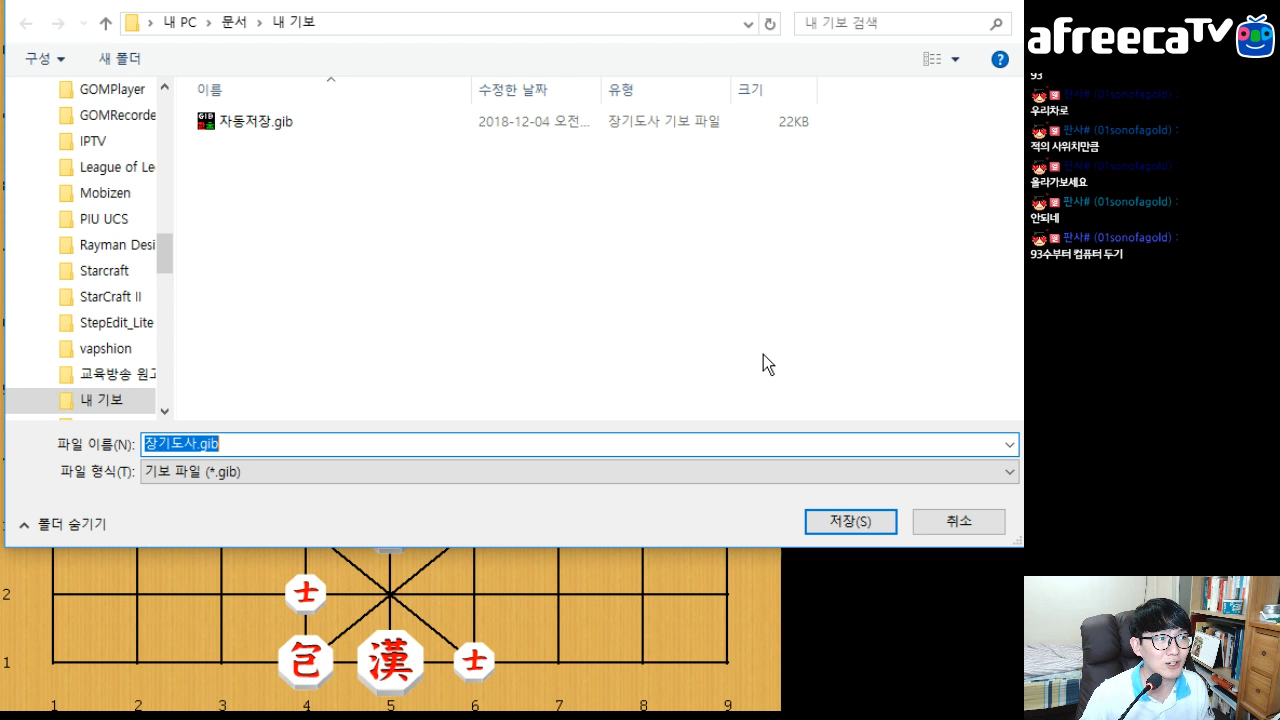 내 PC > 문서 > 내 기보
내 기보 검색
afreecaTV
구성
새 폴더
?
이름 수정한 날짜 유형 크기
자동저장.gib 2018-12-04 오전... 장기도사 기보 파일 22KB
GOMPlayer
GOMRecorde
IPTV
League of Le
Mobizen
PIU UCS
Rayman Desi
Starcraft
StarCraft II
StepEdit_Lite
vapshion
교육방송 원고
내 기보
파일 이름(N): 장기도사.gib
파일 형식(T): 기보 파일 (*.gib)
폴더 숨기기
저장(S)
취소
93
판사# (01sonofagold) :
우리차로
판사# (01sonofagold) :
적의 사위치만큼
판사# (01sonofagold) :
올라가보세요
판사# (01sonofagold) :
안되네
판사# (01sonofagold) :
93수부터 컴퓨터 두기
2
士
1
包 漢 士
1 2 3 4 5 6 7 8 9